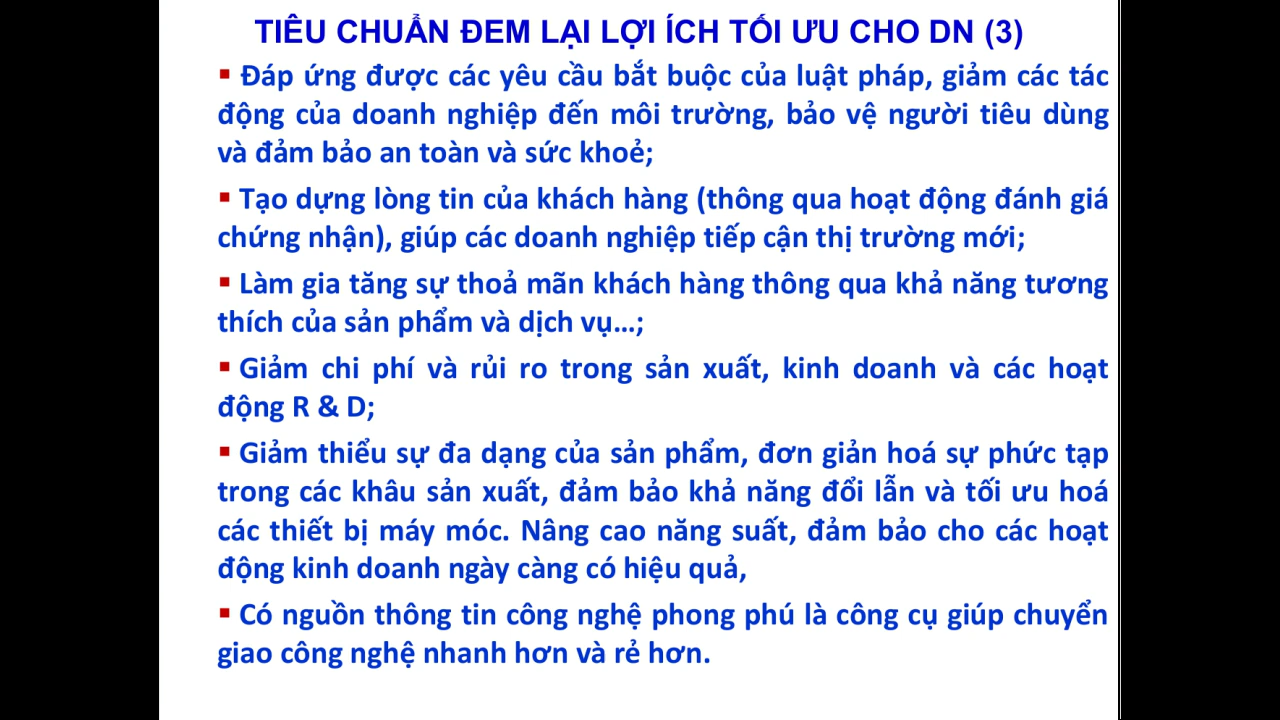 TIÊU CHUẨN ĐEM LẠI LỢI ÍCH TỐI ƯU CHO DN (3)
▪ Đáp ứng được các yêu cầu bắt buộc của luật pháp, giảm các tác
động của doanh nghiệp đến môi trường, bảo vệ người tiêu dùng
và đảm bảo an toàn và sức khoẻ;
▪ Tạo dựng lòng tin của khách hàng (thông qua hoạt động đánh giá
chứng nhận), giúp các doanh nghiệp tiếp cận thị trường mới;
▪ Làm gia tăng sự thoả mãn khách hàng thông qua khả năng tương
thích của sản phẩm và dịch vụ...;
▪ Giảm chi phí và rủi ro trong sản xuất, kinh doanh và các hoạt
động R & D;
▪ Giảm thiểu sự đa dạng của sản phẩm, đơn giản hoá sự phức tạp
trong các khâu sản xuất, đảm bảo khả năng đổi lẫn và tối ưu hoá
các thiết bị máy móc. Nâng cao năng suất, đảm bảo cho các hoạt
động kinh doanh ngày càng có hiệu quả,
▪ Có nguồn thông tin công nghệ phong phú là công cụ giúp chuyển
giao công nghệ nhanh hơn và rẻ hơn.